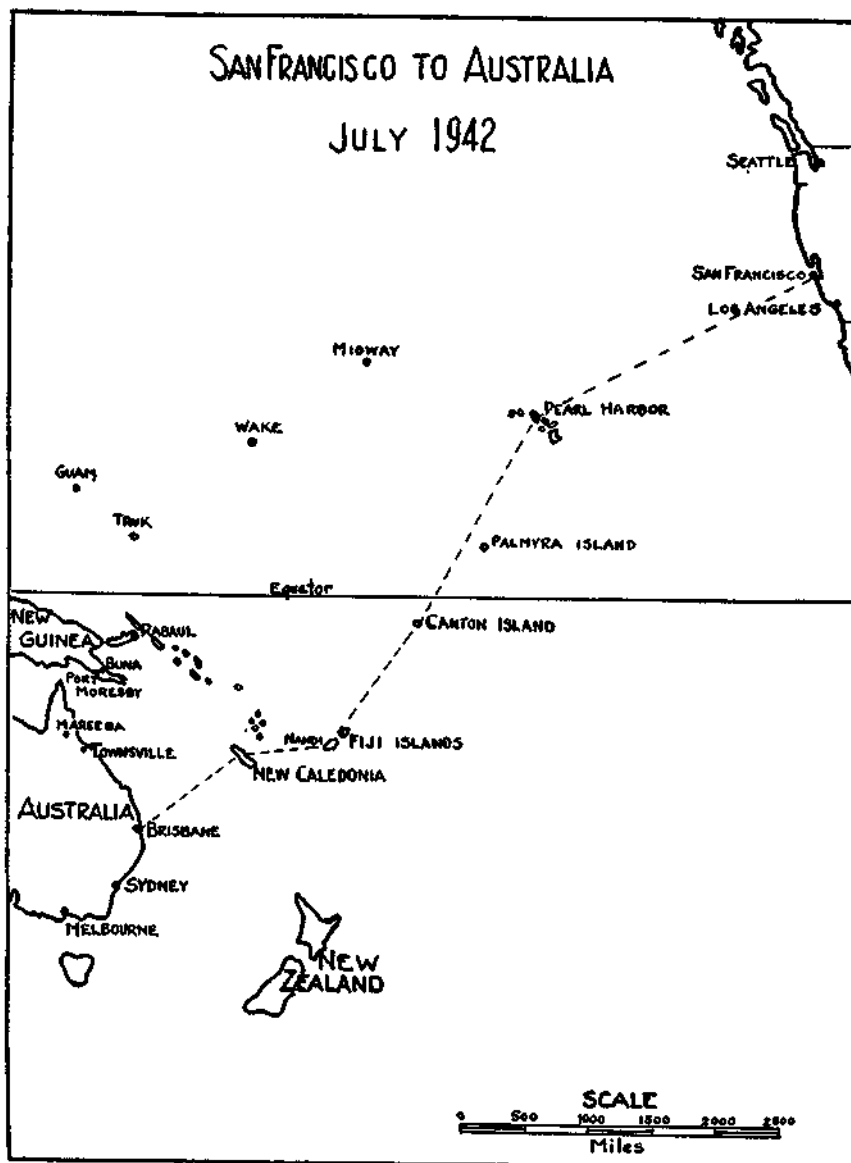 SAN FRANCISCO TO AUSTRALIA
JULY 1942
SEATTLE
SAN FRANCISCO
LOS ANGELES
MIDWAY
PEARL HARBOR
WAKE
GUAM
TRUK
PALMYRA ISLAND
Equator
NEW
GUINEA
RABAUL
CANTON ISLAND
BUNA
PORT
MORESBY
MAREEBA
TOWNSVILLE
NANDI
FIJI ISLANDS
NEW CALEDONIA
AUSTRALIA
BRISBANE
SYDNEY
MELBOURNE
NEW
ZEALAND
SCALE
0 500 1000 1500 2000 2500
Miles